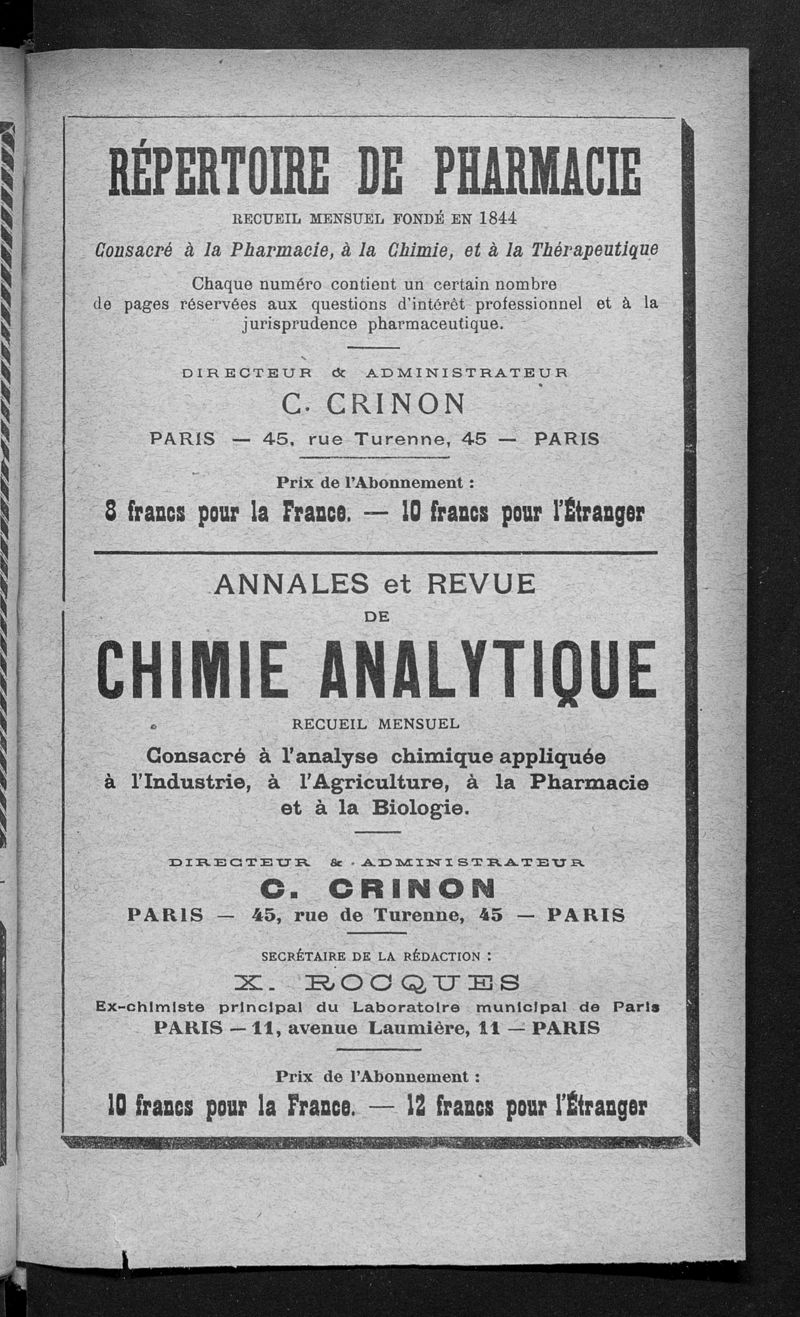 RÉPERTOIRE DE PHARMACIE
RECUEIL MENSUEL FONDÉ EN 1844
Consacré à la Pharmacie, à la Chimie, et à la Thérapeutique
Chaque numéro contient un certain nombre
de pages réservées aux questions d'intérêt professionnel et à la
jurisprudence pharmaceutique.
DIRECTEUR & ADMINISTRATEUR
C. CRINON
PARIS — 45, rue Turenne, 45 — PARIS
Prix de l'Abonnement :
8 francs pour la France. — 10 francs pour l'Étranger
ANNALES et REVUE
DE
CHIMIE ANALYTIQUE
RECUEIL MENSUEL
Consacré à l'analyse chimique appliquée
à l'Industrie, à l'Agriculture, à la Pharmacie
et à la Biologie.
DIRECTEUR & ADMINISTRATEUR
C. CRINON
PARIS — 45, rue de Turenne, 45 — PARIS
SECRÉTAIRE DE LA RÉDACTION :
X. ROCQUES
Ex-chimiste principal du Laboratoire municipal de Paris
PARIS — 11, avenue Laumière, 11 — PARIS
Prix de l'Abonnement :
10 francs pour la France. — 12 francs pour l'Étranger